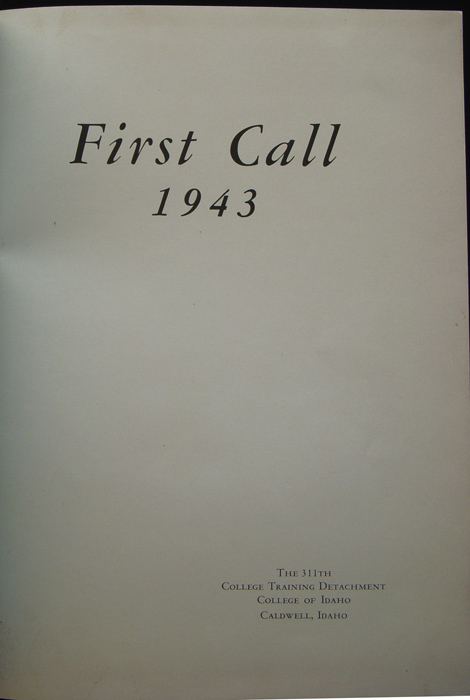 First Call
1943
The 311th
College Training Detachment
College of Idaho
Caldwell, Idaho